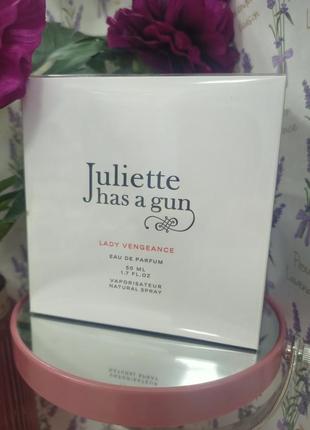 Juliette
has a gun
LADY VENGEANCE
EAU DE PARFUM
50 ML
1.7 FL.OZ
VAPORISATEUR
NATURAL SPRAY